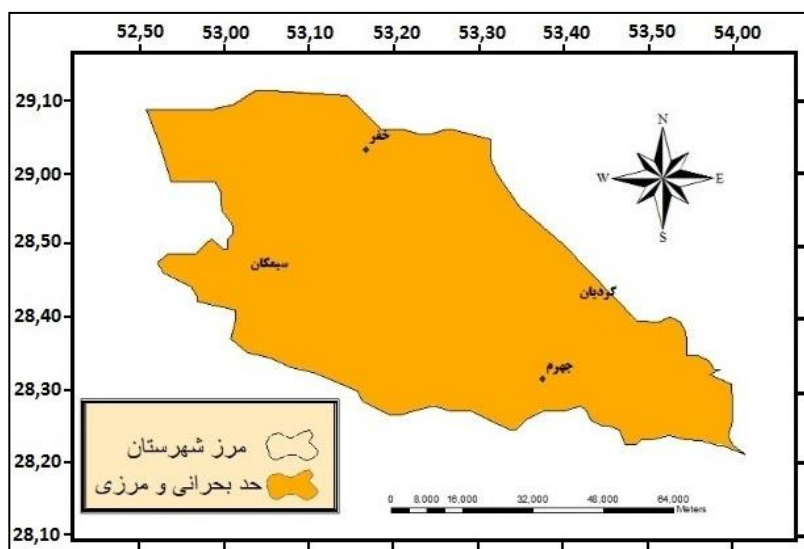 52,50 53,00 53,10 53,20 53,30 53,40 53,50 54,00
29,10
29,00
28,50
28,40
28,30
28,20
28,10
N
W E
S
خفر
سیمکان
کردیان
جهرم
مرز شهرستان
حد بحرانی و مرزی
0 8,000 16,000 32,000 48,000 64,000
Meters